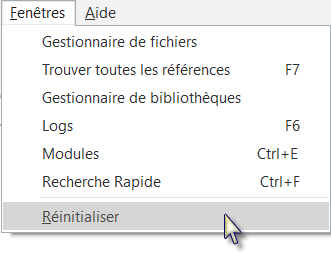 Fenêtres Aide
Gestionnaire de fichiers
Trouver toutes les références F7
Gestionnaire de bibliothèques
Logs F6
Modules Ctrl+E
Recherche Rapide Ctrl+F
Réinitialiser